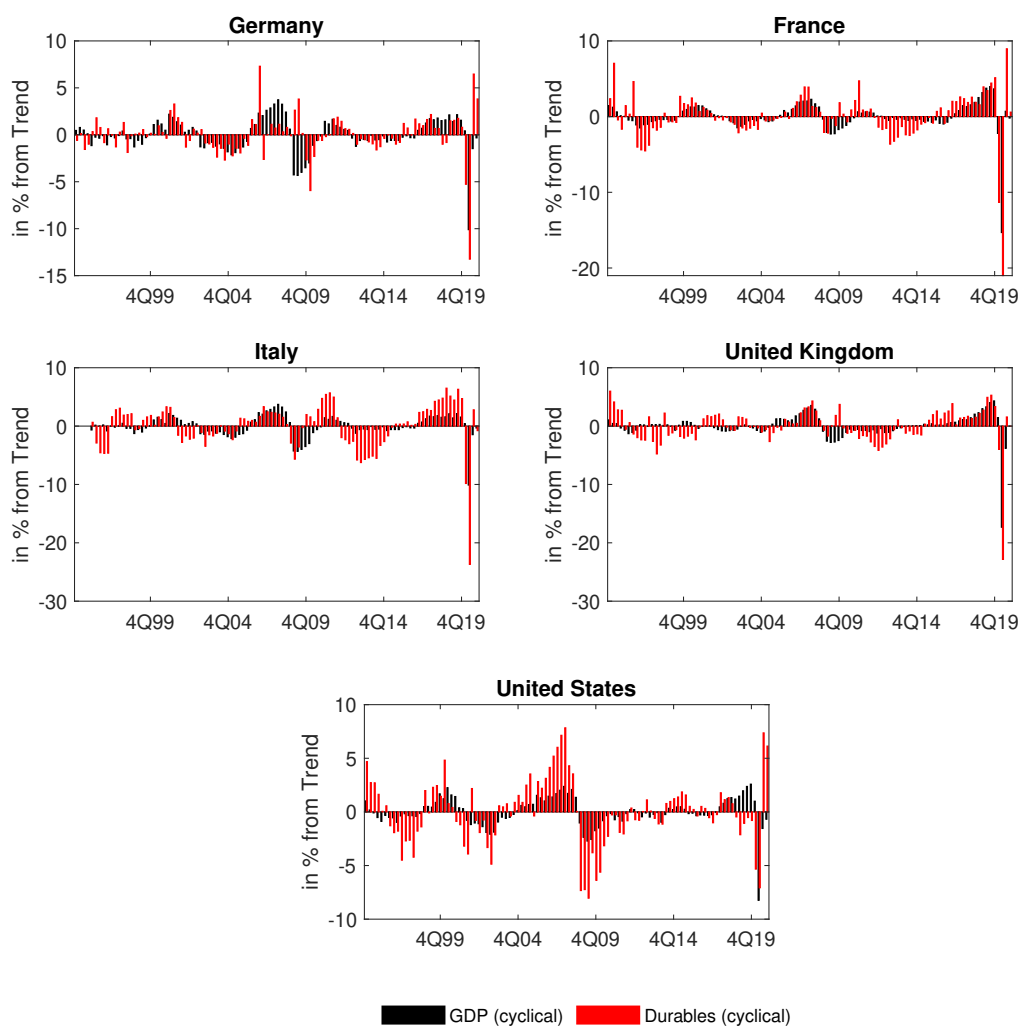 Germany
France
10
5
0
-5
-10
-15
in % from Trend
4Q99 4Q04 4Q09 4Q14 4Q19
10
0
-10
-20
in % from Trend
4Q99 4Q04 4Q09 4Q14 4Q19
Italy
United Kingdom
10
0
-10
-20
-30
in % from Trend
4Q99 4Q04 4Q09 4Q14 4Q19
10
0
-10
-20
-30
in % from Trend
4Q99 4Q04 4Q09 4Q14 4Q19
United States
10
5
0
-5
-10
in % from Trend
4Q99 4Q04 4Q09 4Q14 4Q19
GDP (cyclical) Durables (cyclical)